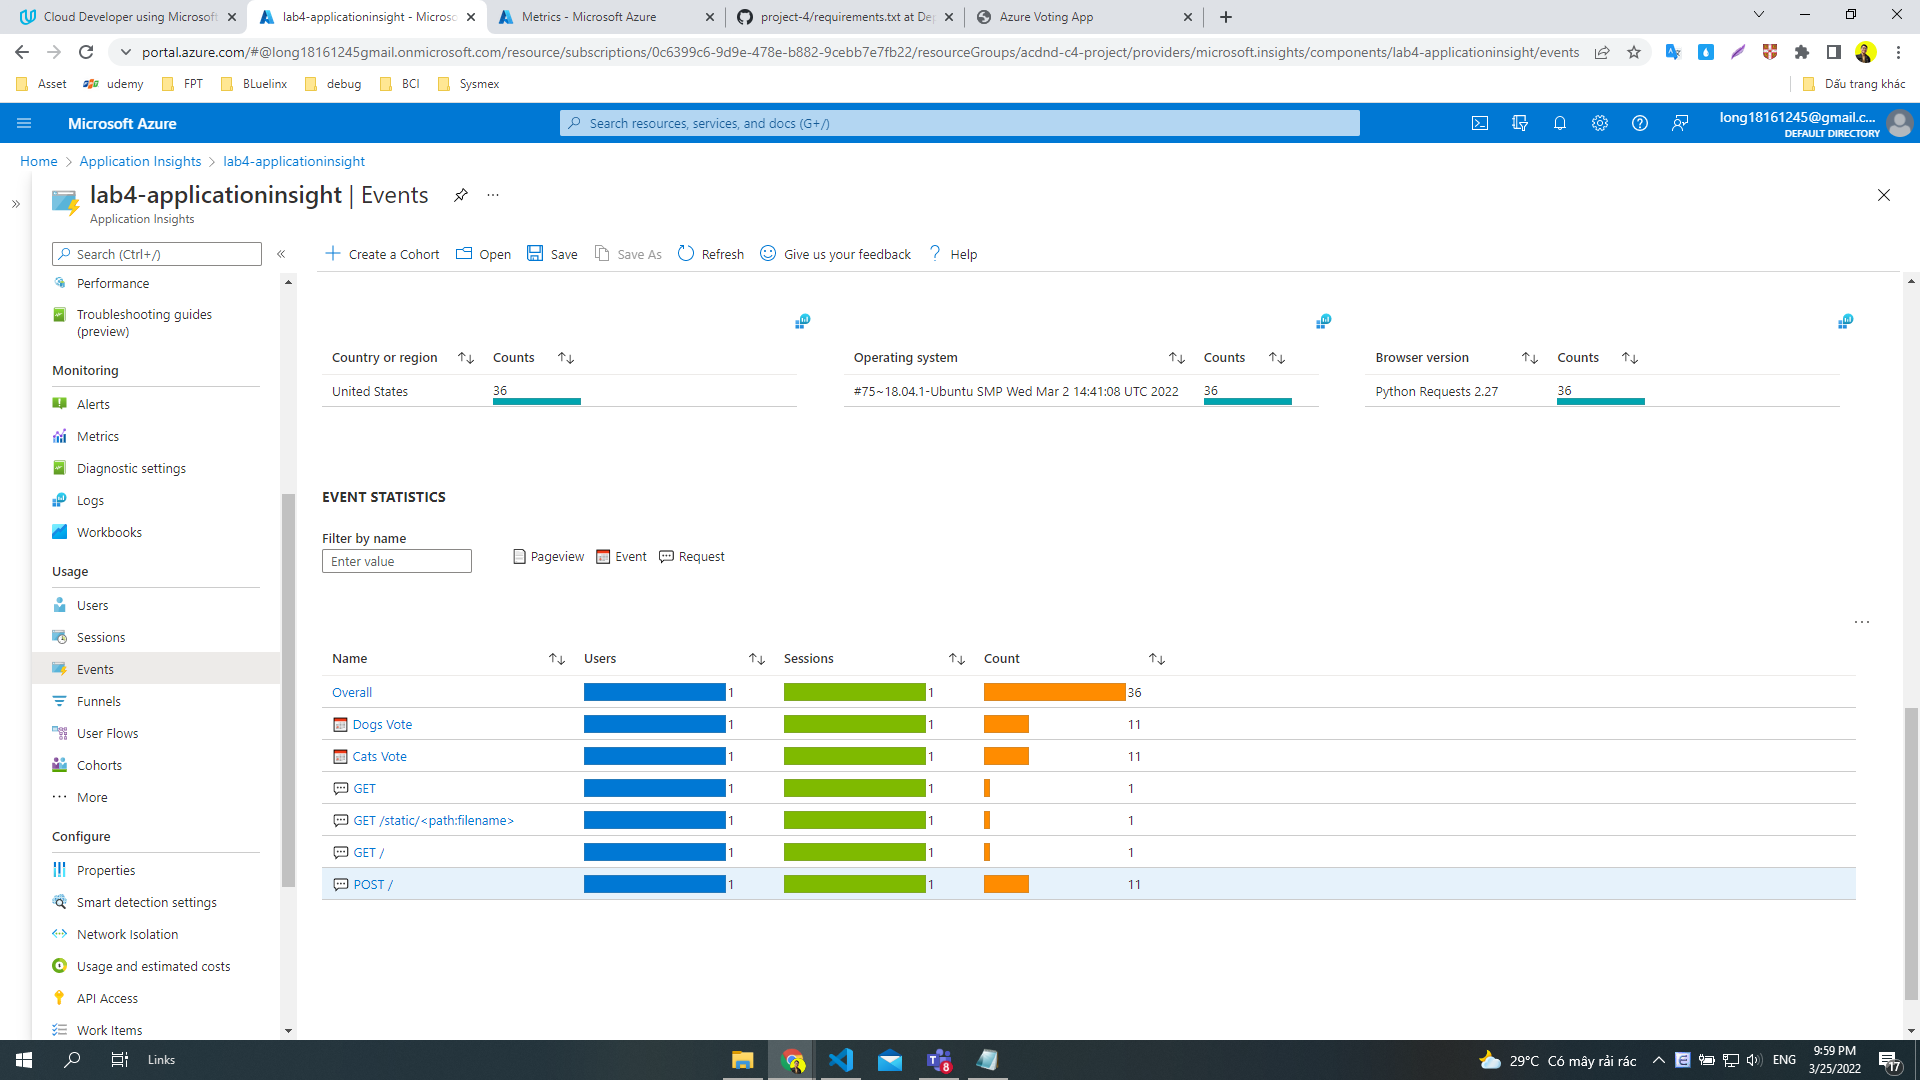 Cloud Developer using Microsoft
lab4-applicationinsight - Microso
Metrics - Microsoft Azure
project-4/requirements.txt at Dep
Azure Voting App
portal.azure.com/#@long18161245gmail.onmicrosoft.com/resource/subscriptions/0c6399c6-9d9e-478e-b882-9cebb7e7fb22/resourceGroups/acdnd-c4-project/providers/microsoft.insights/components/lab4-applicationinsight/events
Asset udemy FPT BLuelinx debug BCI Sysmex Dấu trang khác
Microsoft Azure
Search resources, services, and docs (G+/)
long18161245@gmail.c...
DEFAULT DIRECTORY
Home > Application Insights > lab4-applicationinsight
lab4-applicationinsight | Events
Application Insights
Search (Ctrl+/)
Create a Cohort Open Save Save As Refresh Give us your feedback Help
Performance
Troubleshooting guides
(preview)
Monitoring
Alerts
Metrics
Diagnostic settings
Logs
Workbooks
Usage
Users
Sessions
Events
Funnels
User Flows
Cohorts
More
Configure
Properties
Smart detection settings
Network Isolation
Usage and estimated costs
API Access
Work Items
Country or region Counts
United States 36
Operating system Counts
#75~18.04.1-Ubuntu SMP Wed Mar 2 14:41:08 UTC 2022 36
Browser version Counts
Python Requests 2.27 36
EVENT STATISTICS
Filter by name
Enter value
Pageview Event Request
Name Users Sessions Count
Overall 1 1 36
Dogs Vote 1 1 11
Cats Vote 1 1 11
GET 1 1 1
GET /static/<path:filename> 1 1 1
GET / 1 1 1
POST / 1 1 11
Links
8
29°C Có mây rải rác
ENG
9:59 PM
3/25/2022
17